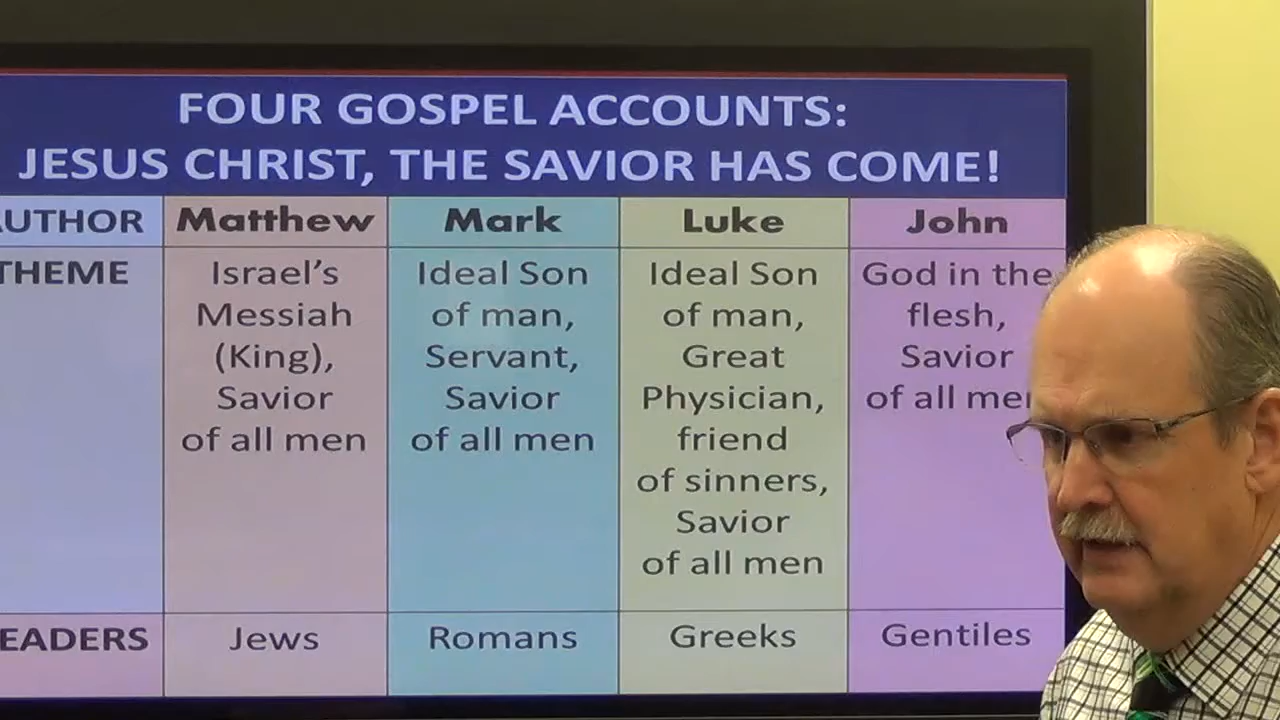 FOUR GOSPEL ACCOUNTS:
JESUS CHRIST, THE SAVIOR HAS COME!
AUTHOR Matthew Mark Luke John
THEME
Israel's
Messiah
(King),
Savior
of all men
Ideal Son
of man,
Servant,
Savior
of all men
Ideal Son
of man,
Great
Physician,
friend
of sinners,
Savior
of all men
God in the
flesh,
Savior
of all me
EADERS Jews Romans Greeks Gentiles